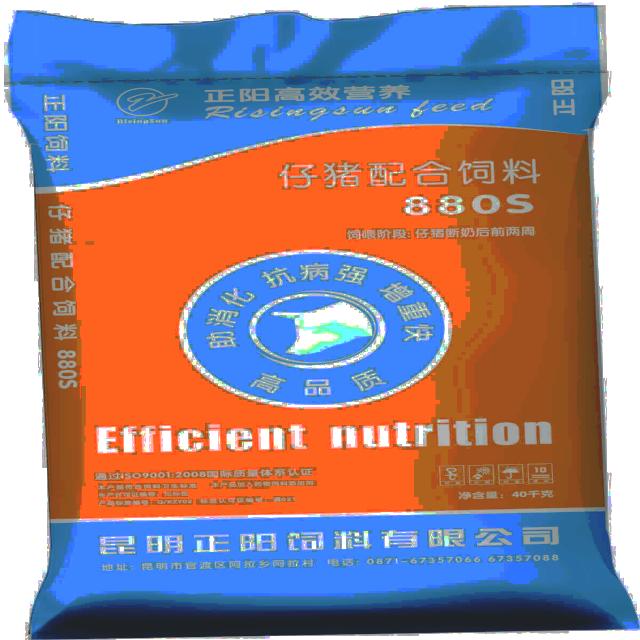 正阳高效营养
Risingsun feed
RisingSun
正阳饲料
仔猪配合饲料
880S
饲喂阶段: 仔猪断奶后前两周
仔猪配合饲料 880S
助消化 抗病强 增重快
高品质
Efficient nutrition
通过ISO9001:2008国际质量体系认证
净含量: 40千克
昆明正阳饲料有限公司
地址: 昆明市官渡区阿拉乡阿拉村 电话: 0871-67357066 67357088